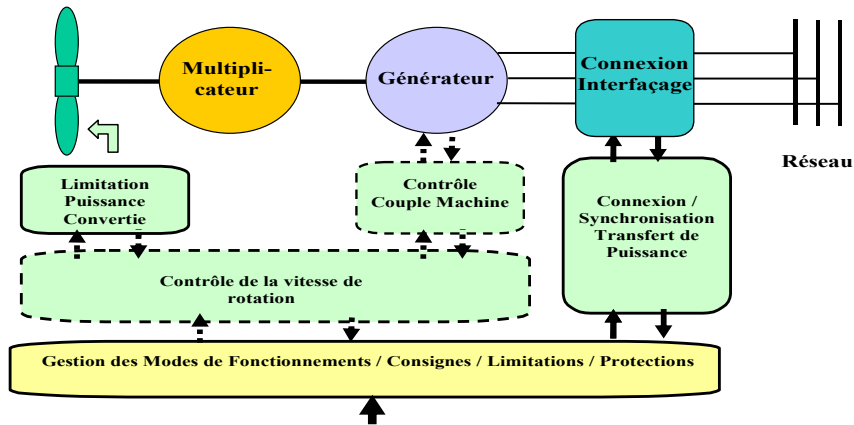 Multipli-
cateur
Générateur
Connexion
Interfaçage
Réseau
Limitation
Puissance
Convertie
Contrôle
Couple Machine
Connexion /
Synchronisation
Transfert de
Puissance
Contrôle de la vitesse de
rotation
Gestion des Modes de Fonctionnements / Consignes / Limitations / Protections